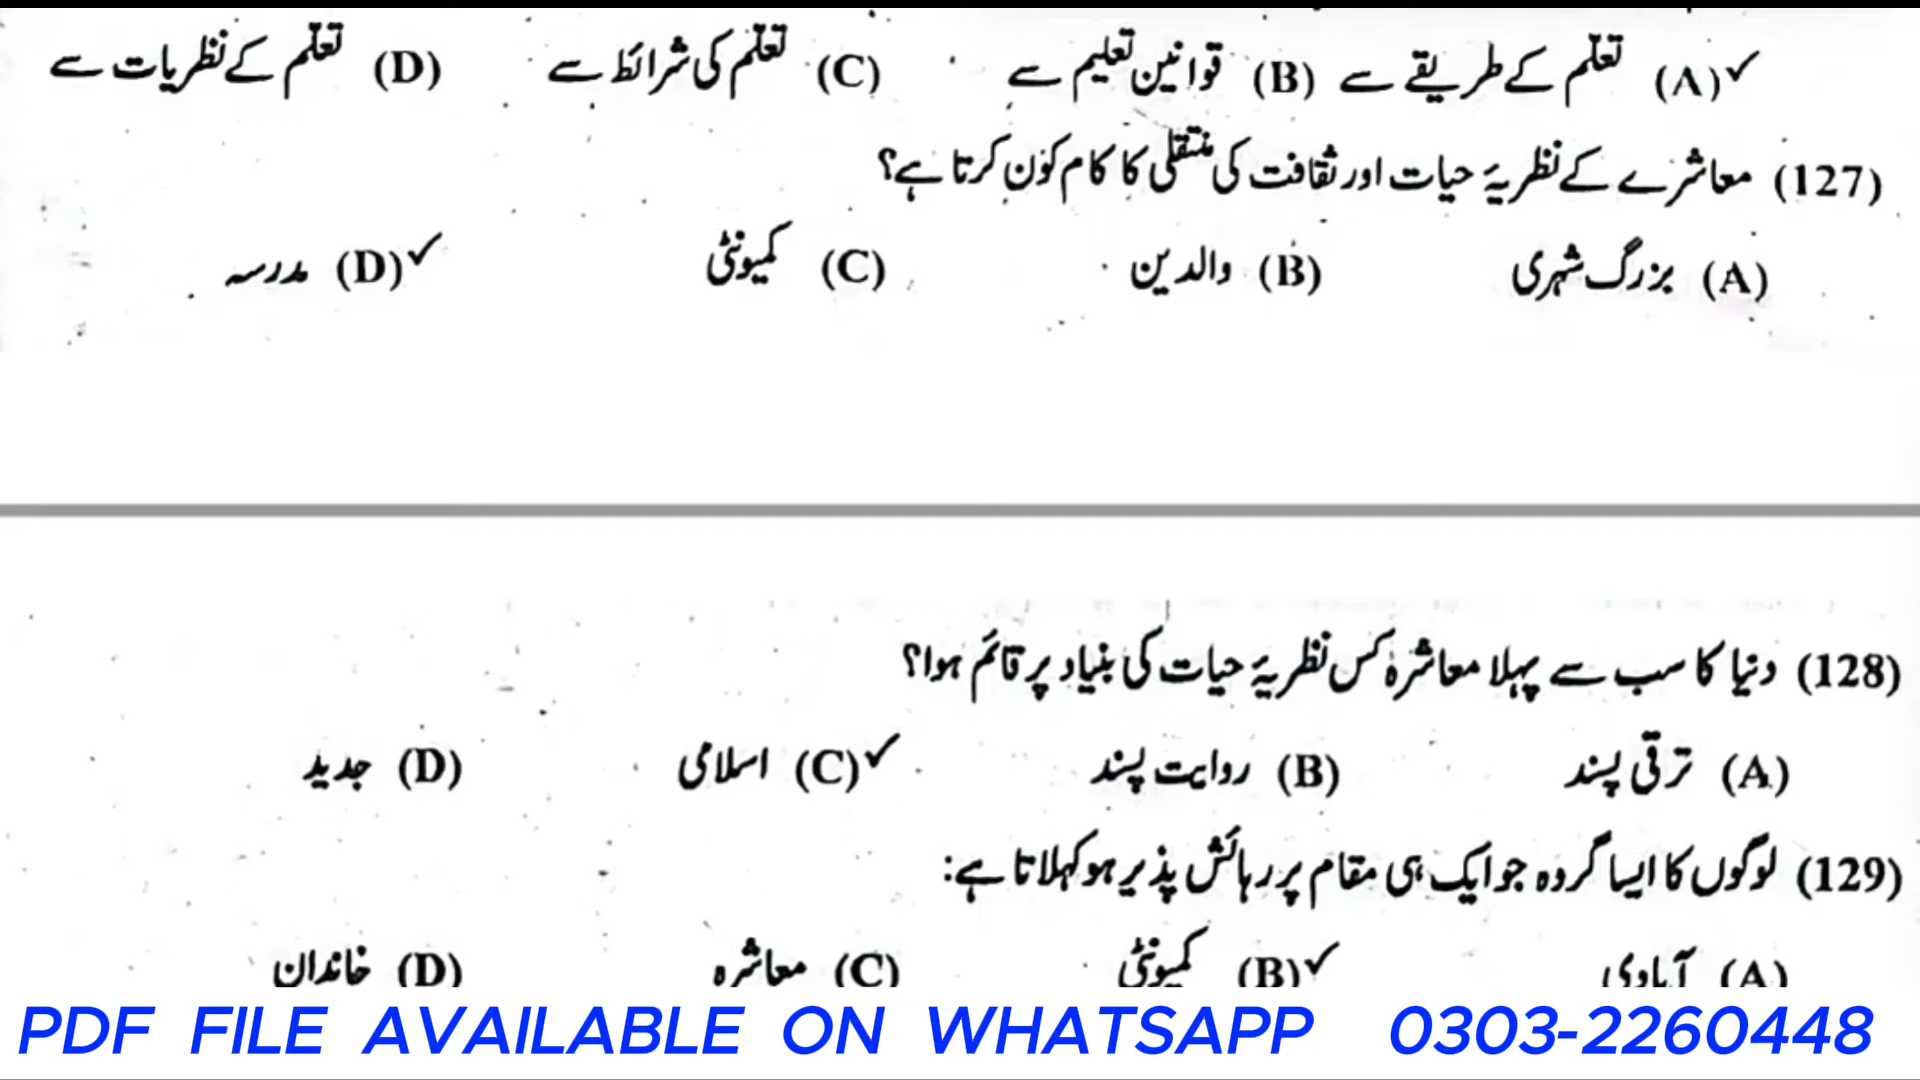 ✓(A) تعلّم کے طریقے سے (B) قوانین تعلیم سے (C) تعلّم کی شرائط سے (D) تعلّم کے نظریات سے
(127) معاشرے کے نظریۂ حیات اور ثقافت کی منتقلی کا کام کون کرتا ہے؟
(A) بزرگ شہری (B) والدین (C) کمیونٹی ✓(D) مدرسہ
(128) دنیا کا سب سے پہلا معاشرہ کس نظریۂ حیات کی بنیاد پر قائم ہوا؟
(A) ترقی پسند (B) روایت پسند ✓(C) اسلامی (D) جدید
(129) لوگوں کا ایسا گروہ جو ایک ہی مقام پر رہائش پذیر ہو کہلاتا ہے:
(A) آبادی ✓(B) کمیونٹی (C) معاشرہ (D) خاندان
PDF FILE AVAILABLE ON WHATSAPP 0303-2260448